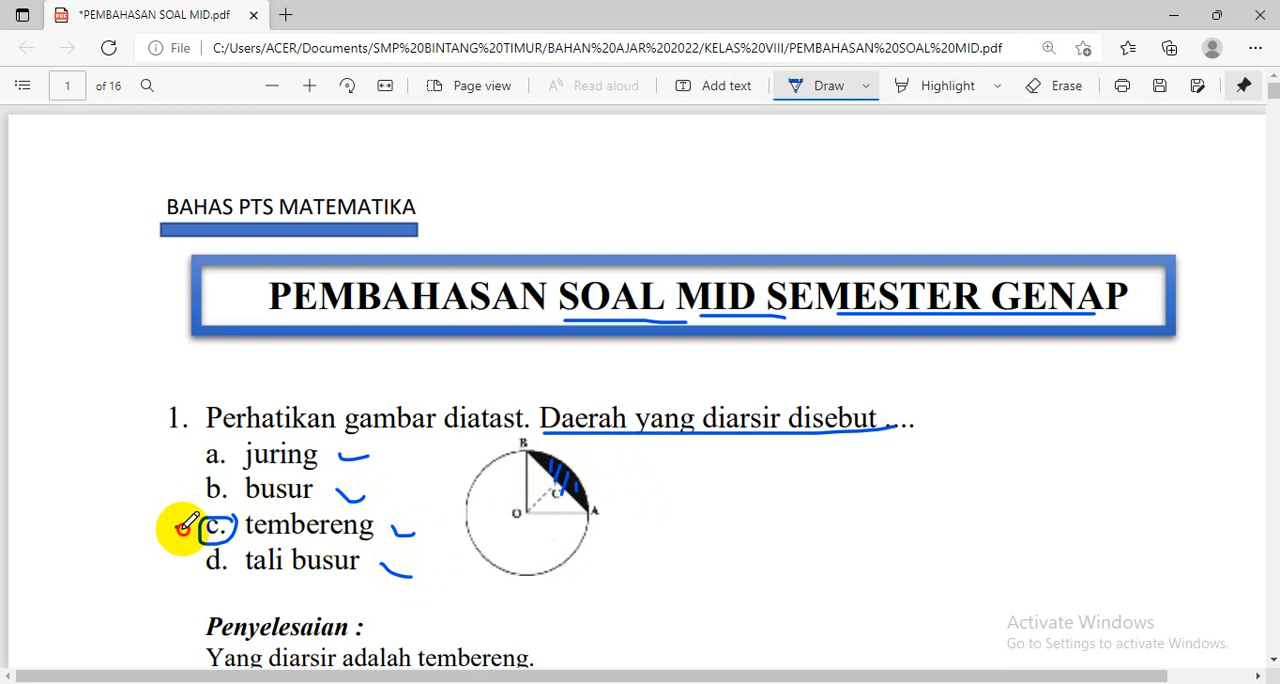 *PEMBAHASAN SOAL MID.pdf
File C:/Users/ACER/Documents/SMP%20BINTANG%20TIMUR/BAHAN%20AJAR%202022/KELAS%20VIII/PEMBAHASAN%20SOAL%20MID.pdf
1 of 16 Page view Read aloud Add text Draw Highlight Erase
BAHAS PTS MATEMATIKA
PEMBAHASAN SOAL MID SEMESTER GENAP
1. Perhatikan gambar diatast. Daerah yang diarsir disebut ....
a. juring
b. busur
c. tembereng
d. tali busur
B
C
O A
Penyelesaian :
Yang diarsir adalah tembereng.
Activate Windows
Go to Settings to activate Windows.